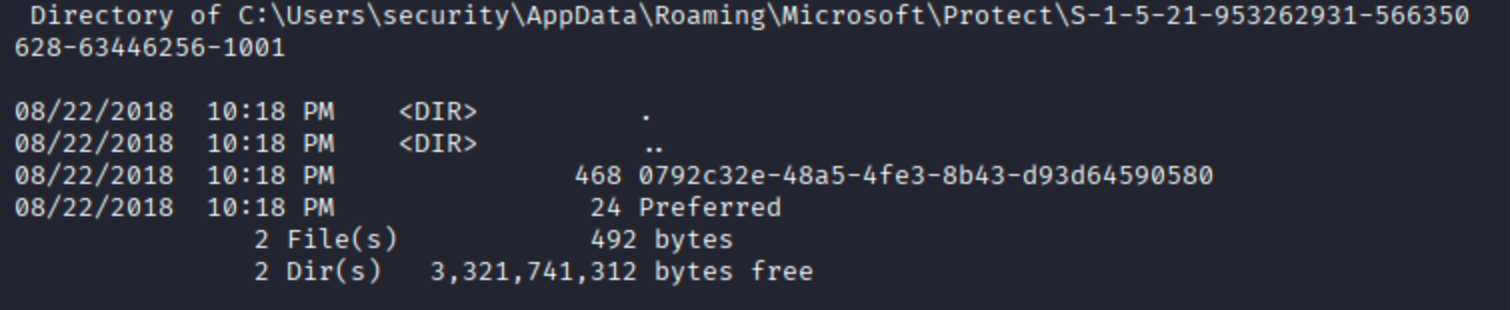 Directory of C:\Users\security\AppData\Roaming\Microsoft\Protect\S-1-5-21-953262931-566350
628-63446256-1001
08/22/2018  10:18 PM    <DIR>          .
08/22/2018  10:18 PM    <DIR>          ..
08/22/2018  10:18 PM               468 0792c32e-48a5-4fe3-8b43-d93d64590580
08/22/2018  10:18 PM                24 Preferred
               2 File(s)            492 bytes
               2 Dir(s)   3,321,741,312 bytes free